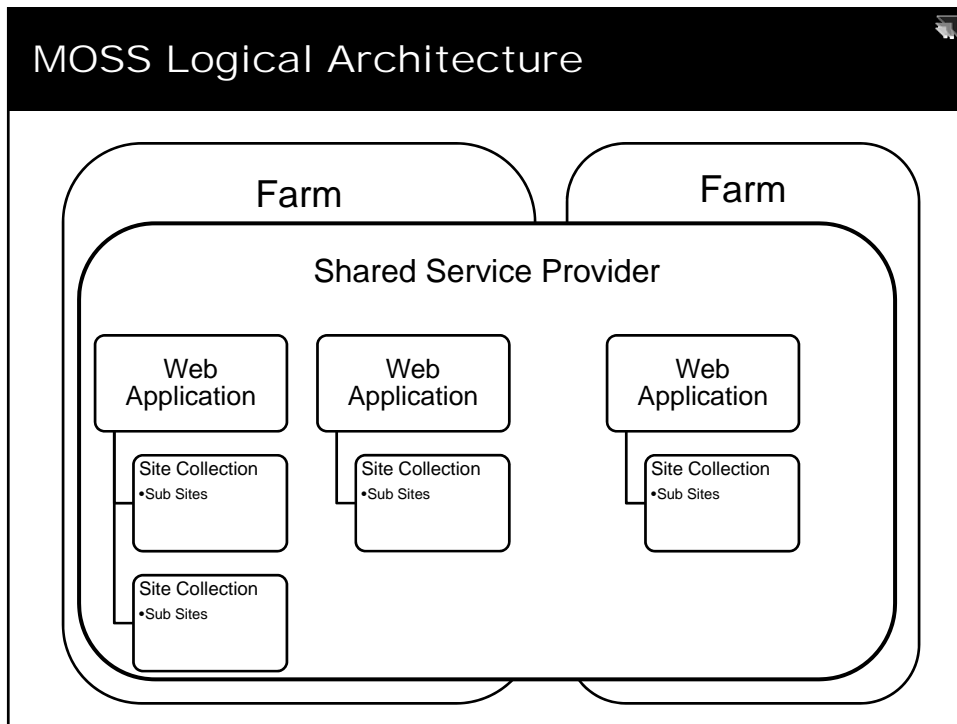 MOSS Logical Architecture
Farm
Farm
Shared Service Provider
Web
Application
Site Collection
•Sub Sites
Site Collection
•Sub Sites
Web
Application
Site Collection
•Sub Sites
Web
Application
Site Collection
•Sub Sites